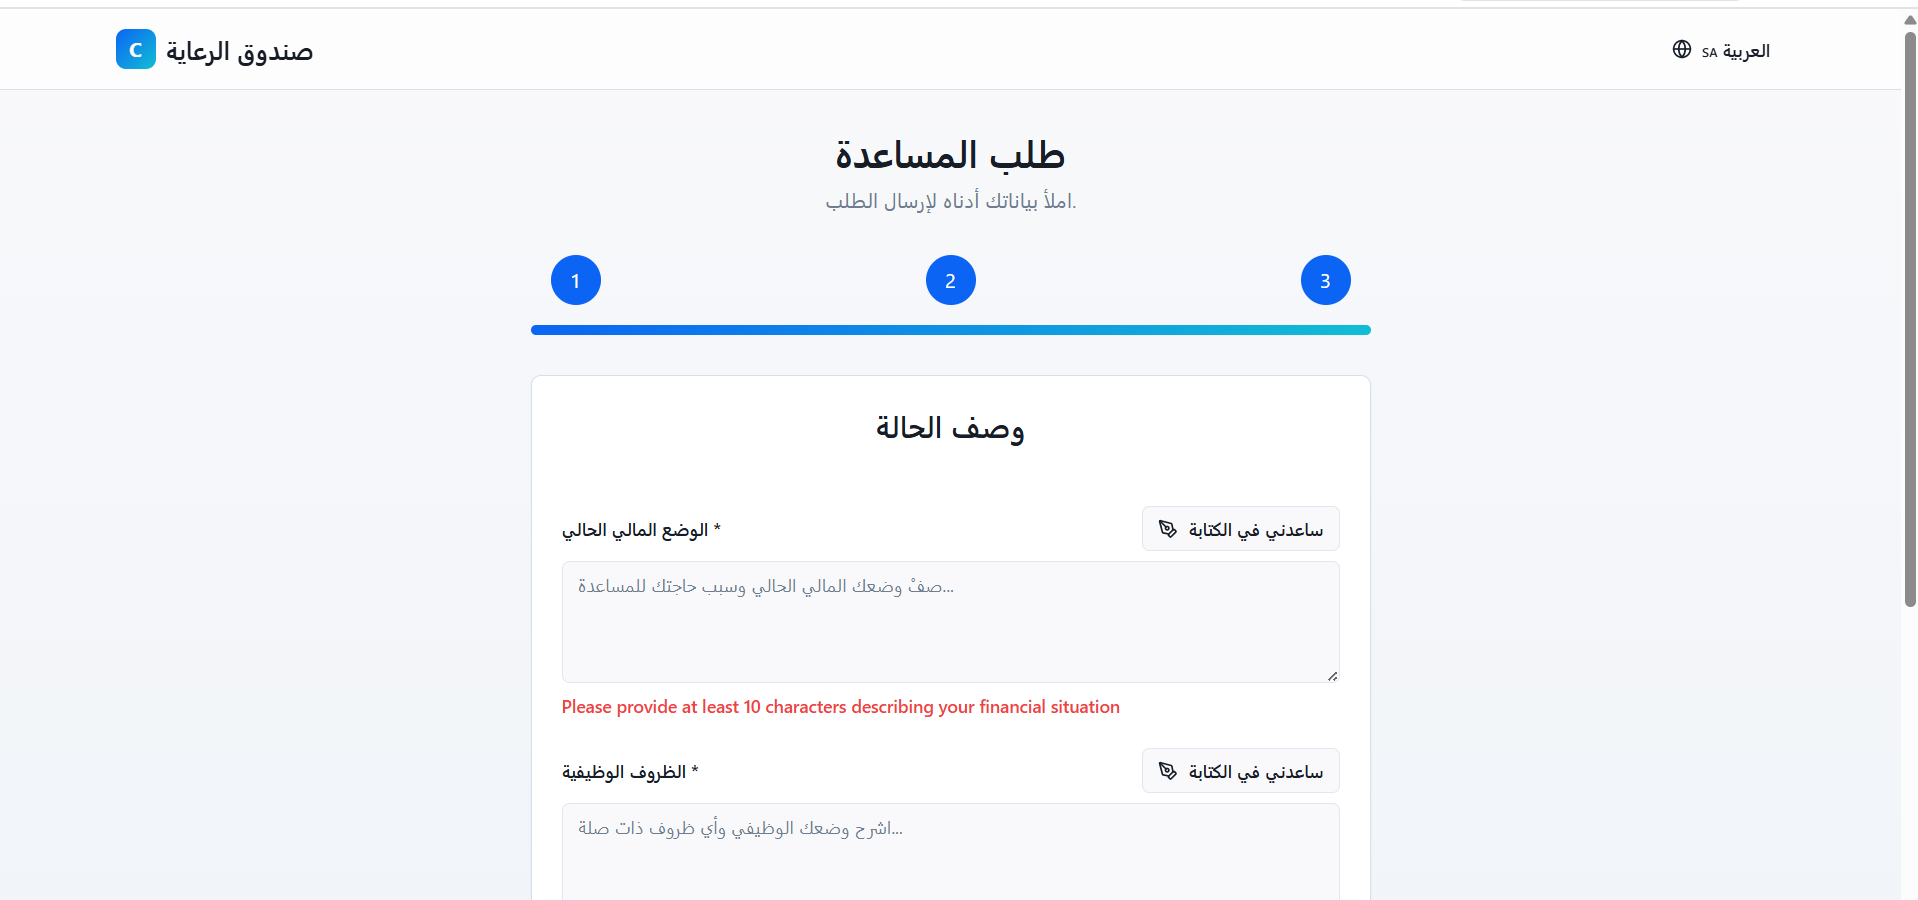 C صندوق الرعاية
العربية SA
طلب المساعدة
املأ بياناتك أدناه لإرسال الطلب.
1 2 3
وصف الحالة
الوضع المالي الحالي *
ساعدني في الكتابة
صفْ وضعك المالي الحالي وسبب حاجتك للمساعدة...
Please provide at least 10 characters describing your financial situation
الظروف الوظيفية *
ساعدني في الكتابة
اشرح وضعك الوظيفي وأي ظروف ذات صلة...